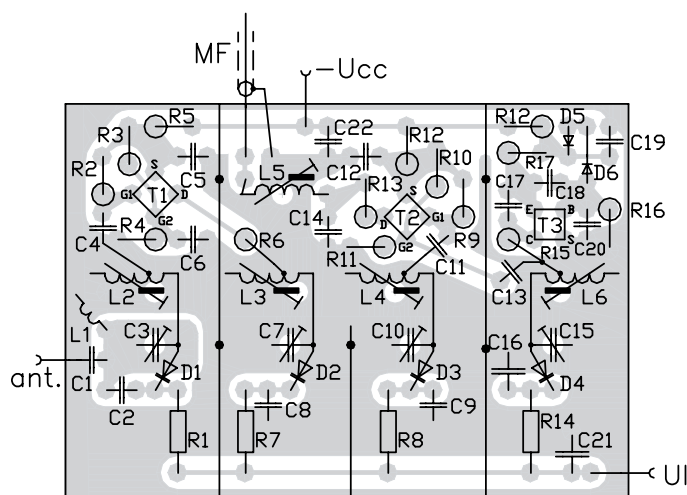 MF
-Ucc
R5
C22
R12
R12
D5
C19
R3
R2
S
G1
T1
D
G2
C5
L5
C12
R10
R17
D6
C18
C17
R13
S
D
T2
G1
G2
E
B
T3
C
S
R16
C4
R4
C6
R6
C14
R11
C11
R9
R15
C20
C13
L2
L3
L4
L6
L1
C3
C7
C10
C15
C16
ant.
C1
C2
D1
D2
D3
D4
C8
C9
R1
R7
R8
R14
C21
UI